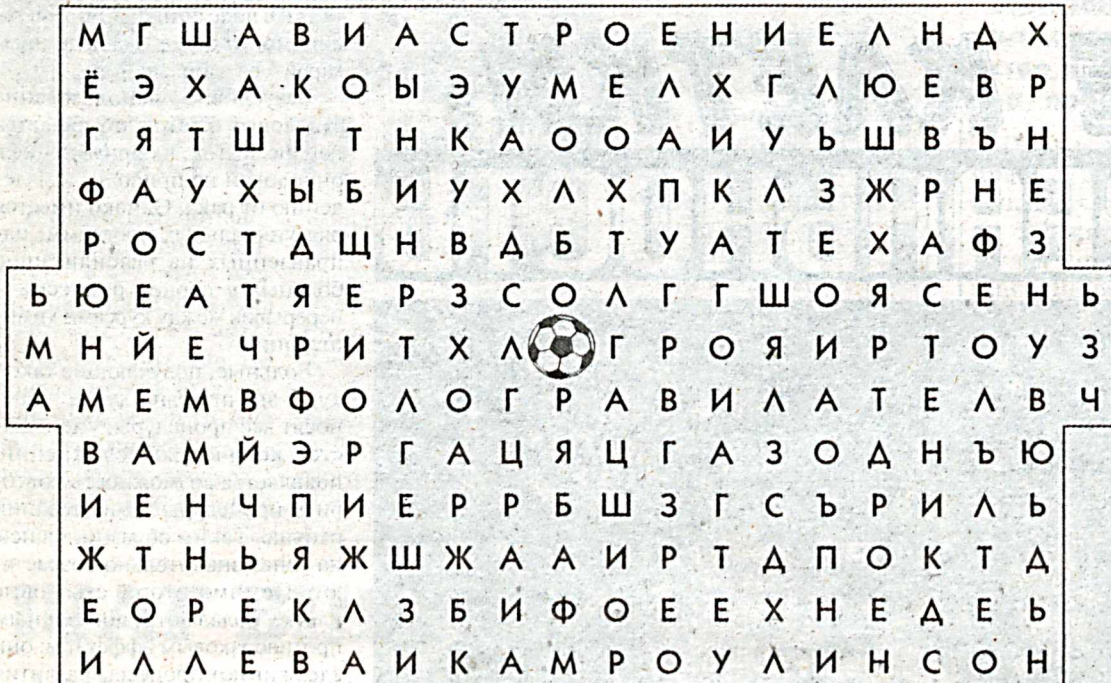 М Г Ш А В И А С Т Р О Е Н И Е Л Н Д Х
Ё Э Х А К О Ы Э У М Е Л Х Г Л Ю Е В Р
Г Я Т Ш Г Т Н К А О О А И У Ь Ш В Ъ Н
Ф А У Х Ы Б И У Х Л Х П К Л З Ж Р Н Е
Р О С Т Д Щ Н В Д Б Т У А Т Е Х А Ф З
Ь Ю Е А Т Я Е Р З С О Л Г Г Ш О Я С Е Н Ь
М Н Й Е Ч Р И Т Х Л Г Р О Я И Р Т О У З
А М Е М В Ф О Л О Г Р А В И Л А Т Е Л В Ч
В А М Й Э Р Г А Ц Я Ц Г А З О Д Н Ъ Ю
И Е Н Ч П И Е Р Р Б Ш З Г С Ъ Р И Л Ь
Ж Т Н Ь Я Ж Ш Ж А А И Р Т Д П О К Т Д
Е О Р Е К Л З Б И Ф О Е Е Х Н Е Д Е Ь
И Л Л Е В А И К А М Р О У Л И Н С О Н